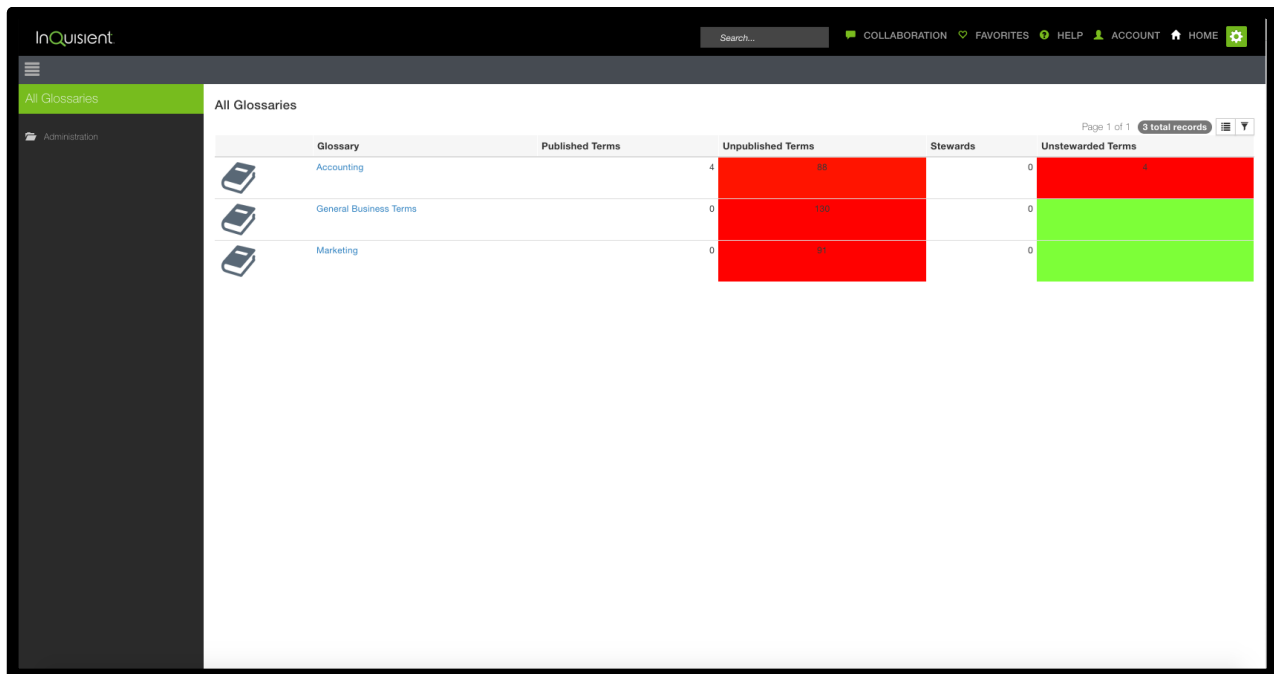 InQuisient
Search...
COLLABORATION FAVORITES HELP ACCOUNT HOME
All Glossaries
Administration
All Glossaries
Page 1 of 1 3 total records
Glossary Published Terms Unpublished Terms Stewards Unstewarded Terms
Accounting 4 88 0 4
General Business Terms 0 130 0
Marketing 0 81 0